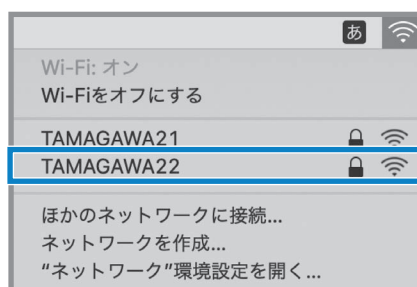 あ
Wi-Fi: オン
Wi-Fiをオフにする
TAMAGAWA21
TAMAGAWA22
ほかのネットワークに接続...
ネットワークを作成...
“ネットワーク”環境設定を開く...